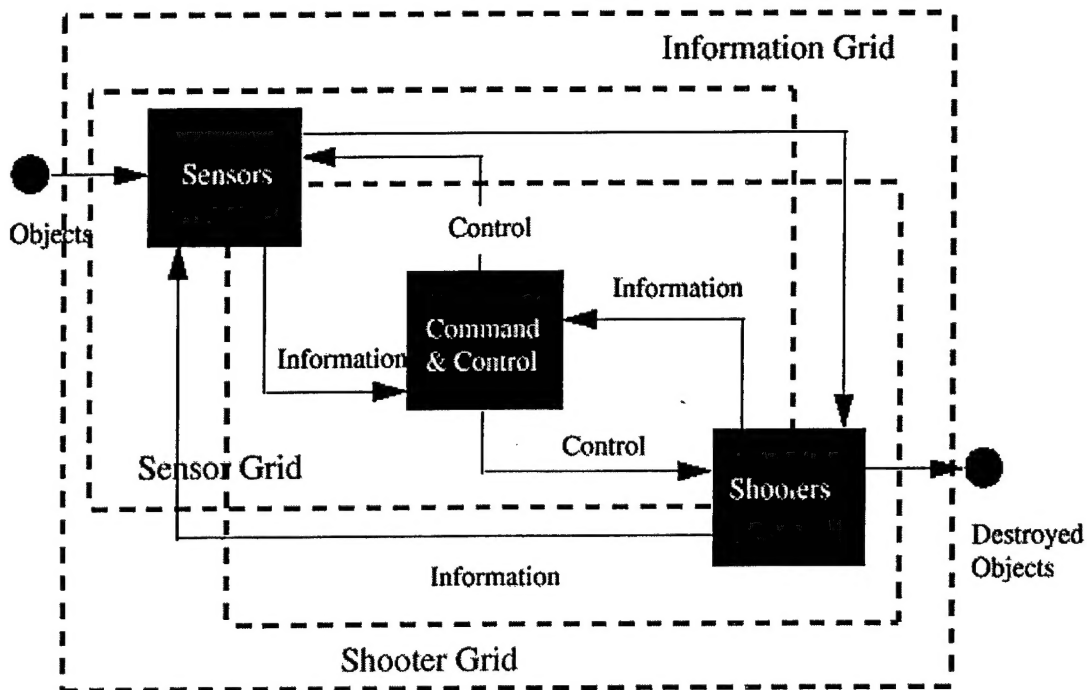 Information Grid
Sensors
Objects
Control
Information
Command
& Control
Information
Control
Sensor Grid
Shooters
Destroyed
Objects
Information
Shooter Grid